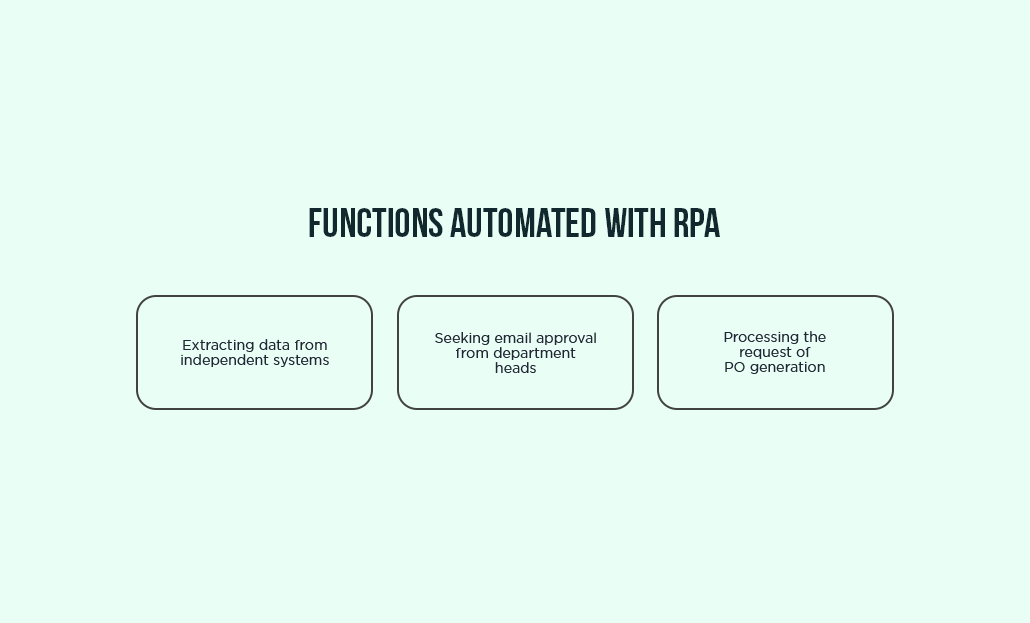 FUNCTIONS AUTOMATED WITH RPA
Extracting data from
independent systems
Seeking email approval
from department
heads
Processing the
request of
PO generation